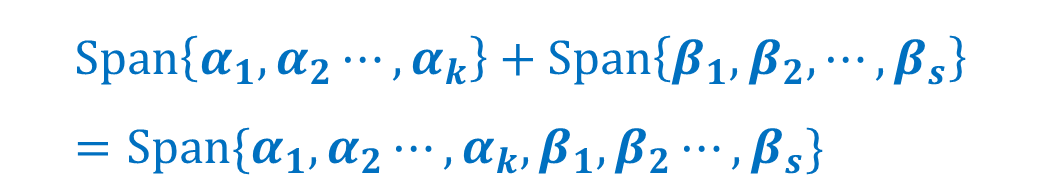 Span{𝜶₁, 𝜶₂ ⋯ , 𝜶ₖ} + Span{𝜷₁, 𝜷₂, ⋯ , 𝜷ₛ}
= Span{𝜶₁, 𝜶₂ ⋯ , 𝜶ₖ, 𝜷₁, 𝜷₂ ⋯ , 𝜷ₛ}